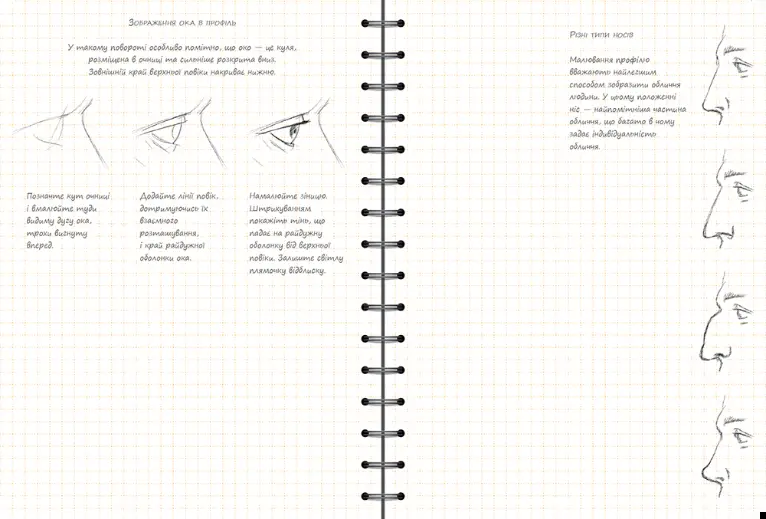 Зображення ока в профіль
У такому повороті особливо помітно, що око — це куля,
розміщена в очниці та сильніше розкрита вниз.
Зовнішній край верхньої повіки накриває нижню.
Позначте кут очниці
і вмалюйте туди
видиму дугу ока,
трохи вигнуту
вперед.
Додайте лінії повік,
дотримуючись їх
взаємного
розташування,
і край райдужної
оболонки ока.
Намалюйте зіницю.
Штрихуванням
покажіть тінь, що
падає на райдужну
оболонку від верхньої
повіки. Залиште світлу
плямочку відблиску.
Різні типи носів
Малювання профілю
вважають найлегшим
способом зобразити обличчя
людини. У цьому положенні
ніс — найпомітніша частина
обличчя, що багато в чому
задає індивідуальність
обличчя.